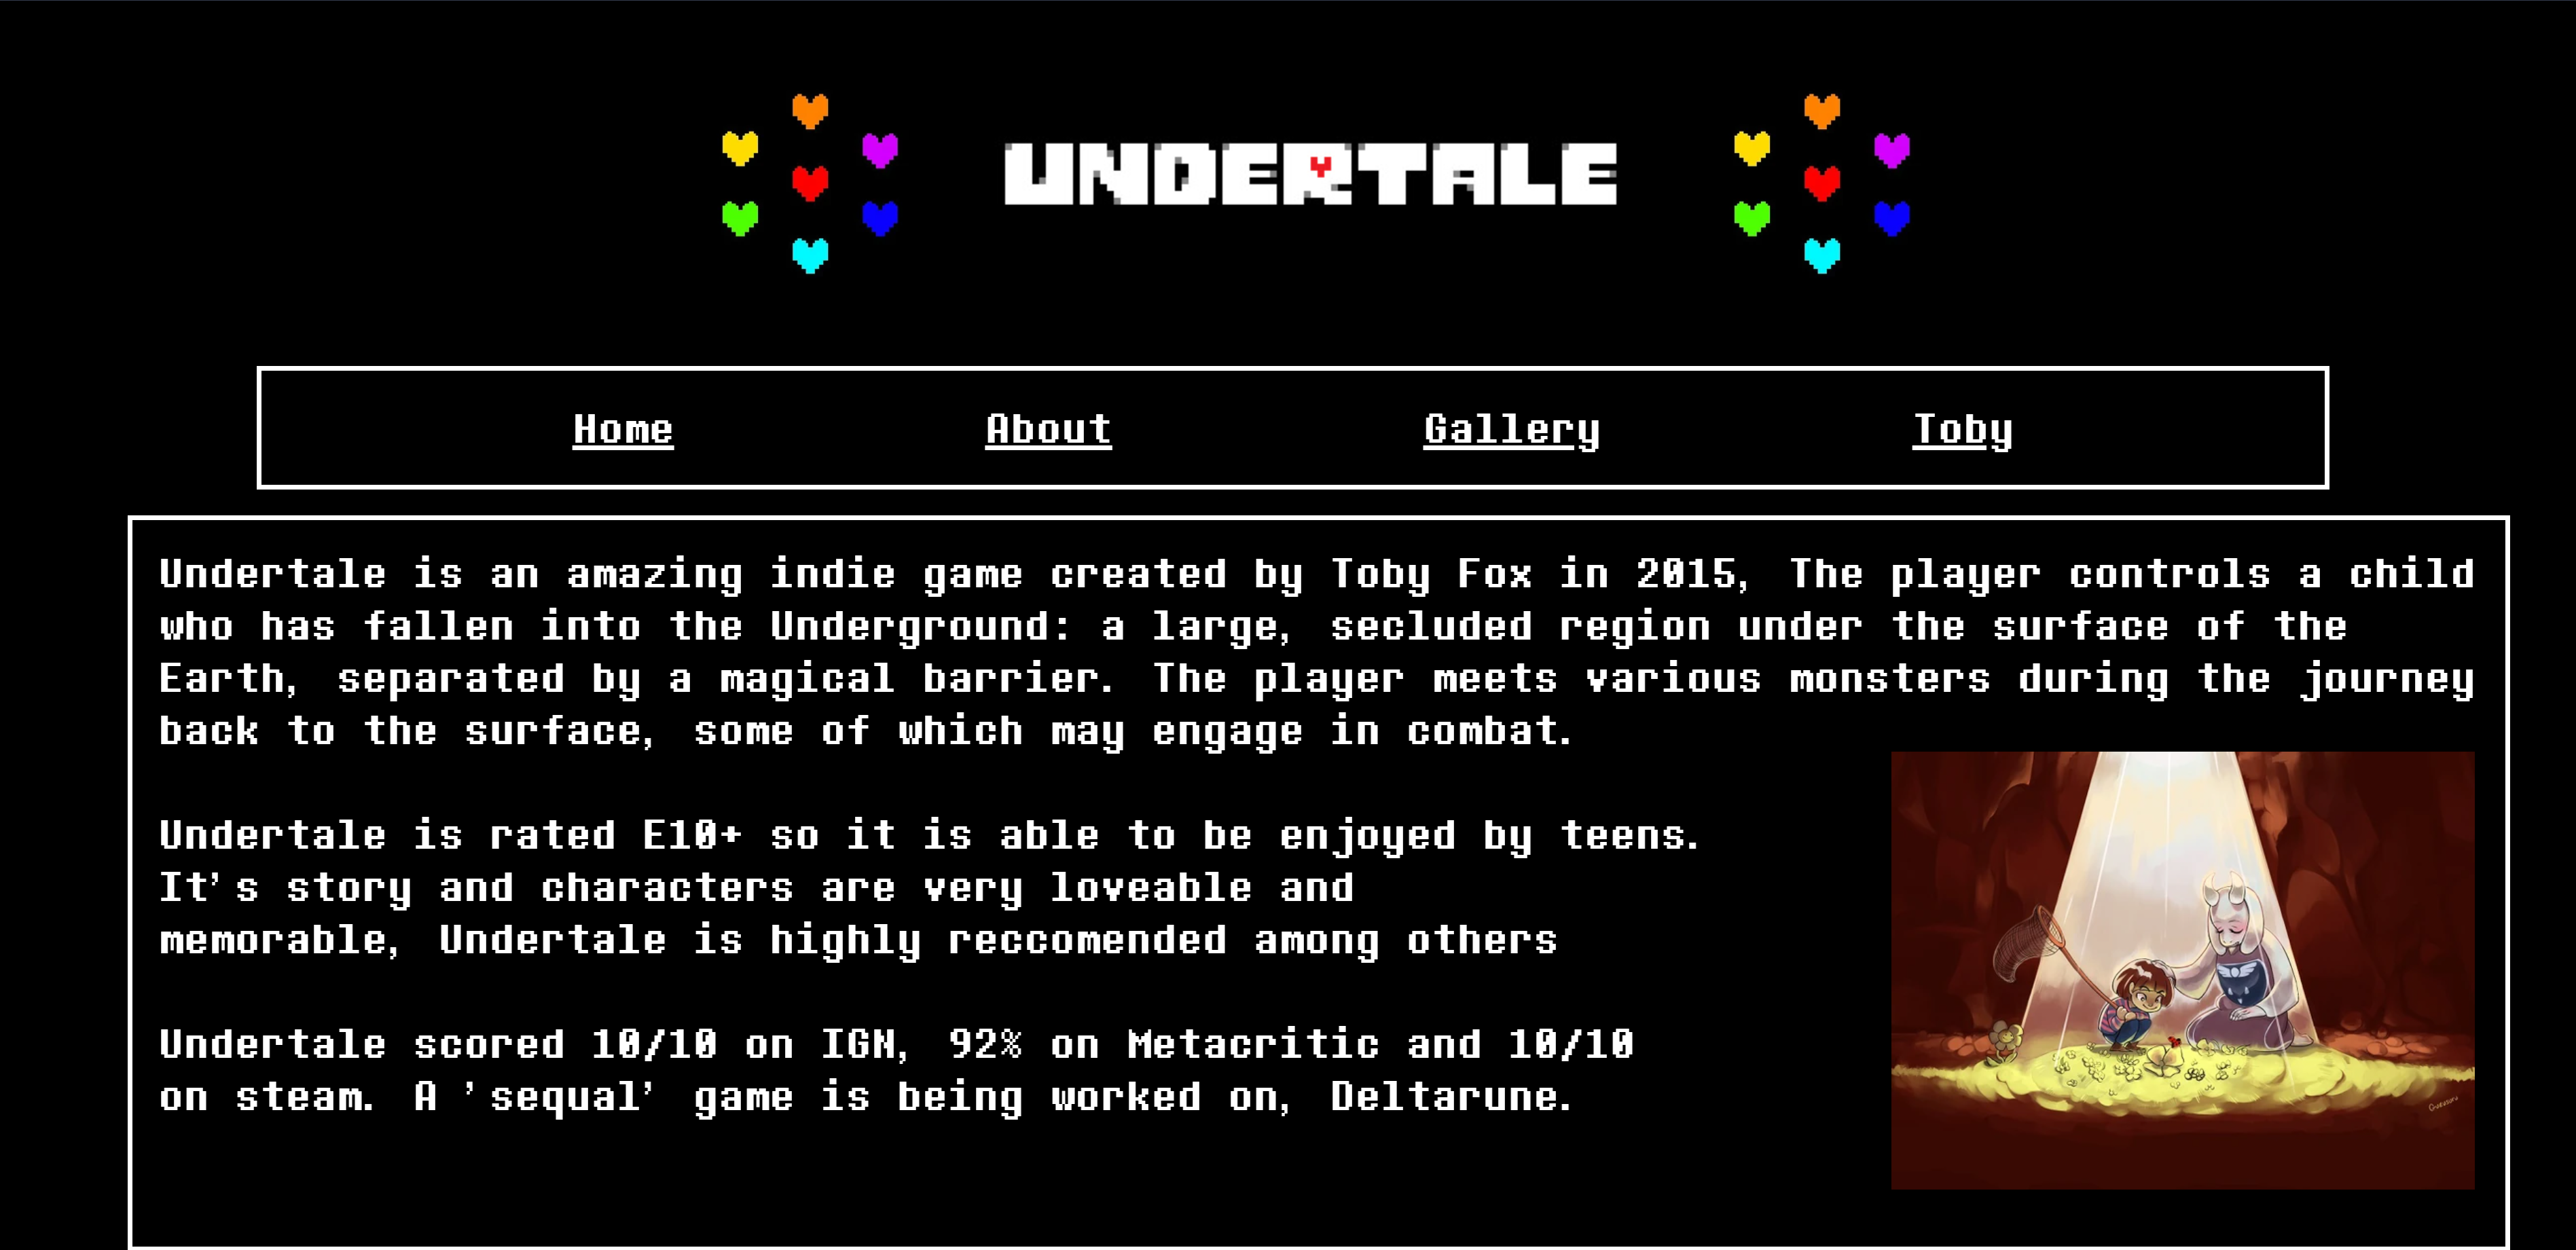 UNDERTALE
Home About Gallery Toby
Undertale is an amazing indie game created by Toby Fox in 2015, The player controls a child
who has fallen into the Underground: a large, secluded region under the surface of the
Earth, separated by a magical barrier. The player meets various monsters during the journey
back to the surface, some of which may engage in combat.
Undertale is rated E10+ so it is able to be enjoyed by teens.
It's story and characters are very loveable and
memorable, Undertale is highly reccomended among others
Undertale scored 10/10 on IGN, 92% on Metacritic and 10/10
on steam. A 'sequal' game is being worked on, Deltarune.